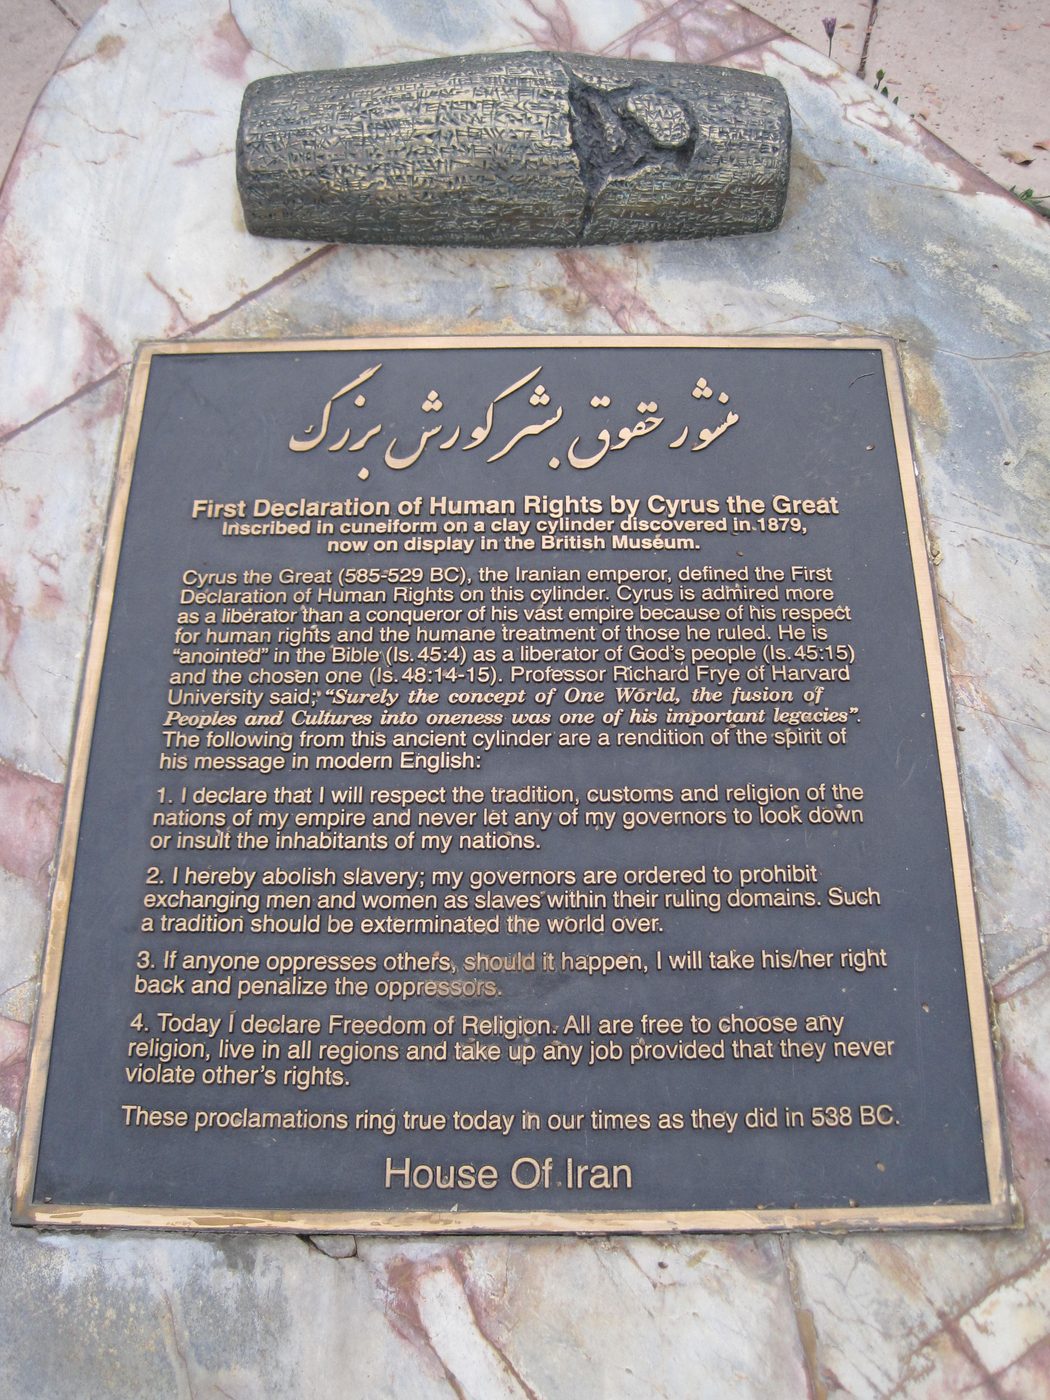 منشور حقوق بشر کورش بزرگ
First Declaration of Human Rights by Cyrus the Great
Inscribed in cuneiform on a clay cylinder discovered in 1879,
now on display in the British Museum.
Cyrus the Great (585-529 BC), the Iranian emperor, defined the First
Declaration of Human Rights on this cylinder. Cyrus is admired more
as a liberator than a conqueror of his vast empire because of his respect
for human rights and the humane treatment of those he ruled. He is
“anointed” in the Bible (Is. 45:4) as a liberator of God's people (Is. 45:15)
and the chosen one (Is. 48:14-15). Professor Richard Frye of Harvard
University said; “Surely the concept of One World, the fusion of
Peoples and Cultures into oneness was one of his important legacies”.
The following from this ancient cylinder are a rendition of the spirit of
his message in modern English:
1. I declare that I will respect the tradition, customs and religion of the
nations of my empire and never let any of my governors to look down
or insult the inhabitants of my nations.
2. I hereby abolish slavery; my governors are ordered to prohibit
exchanging men and women as slaves within their ruling domains. Such
a tradition should be exterminated the world over.
3. If anyone oppresses others, should it happen, I will take his/her right
back and penalize the oppressors.
4. Today I declare Freedom of Religion. All are free to choose any
religion, live in all regions and take up any job provided that they never
violate other's rights.
These proclamations ring true today in our times as they did in 538 BC.
House Of Iran